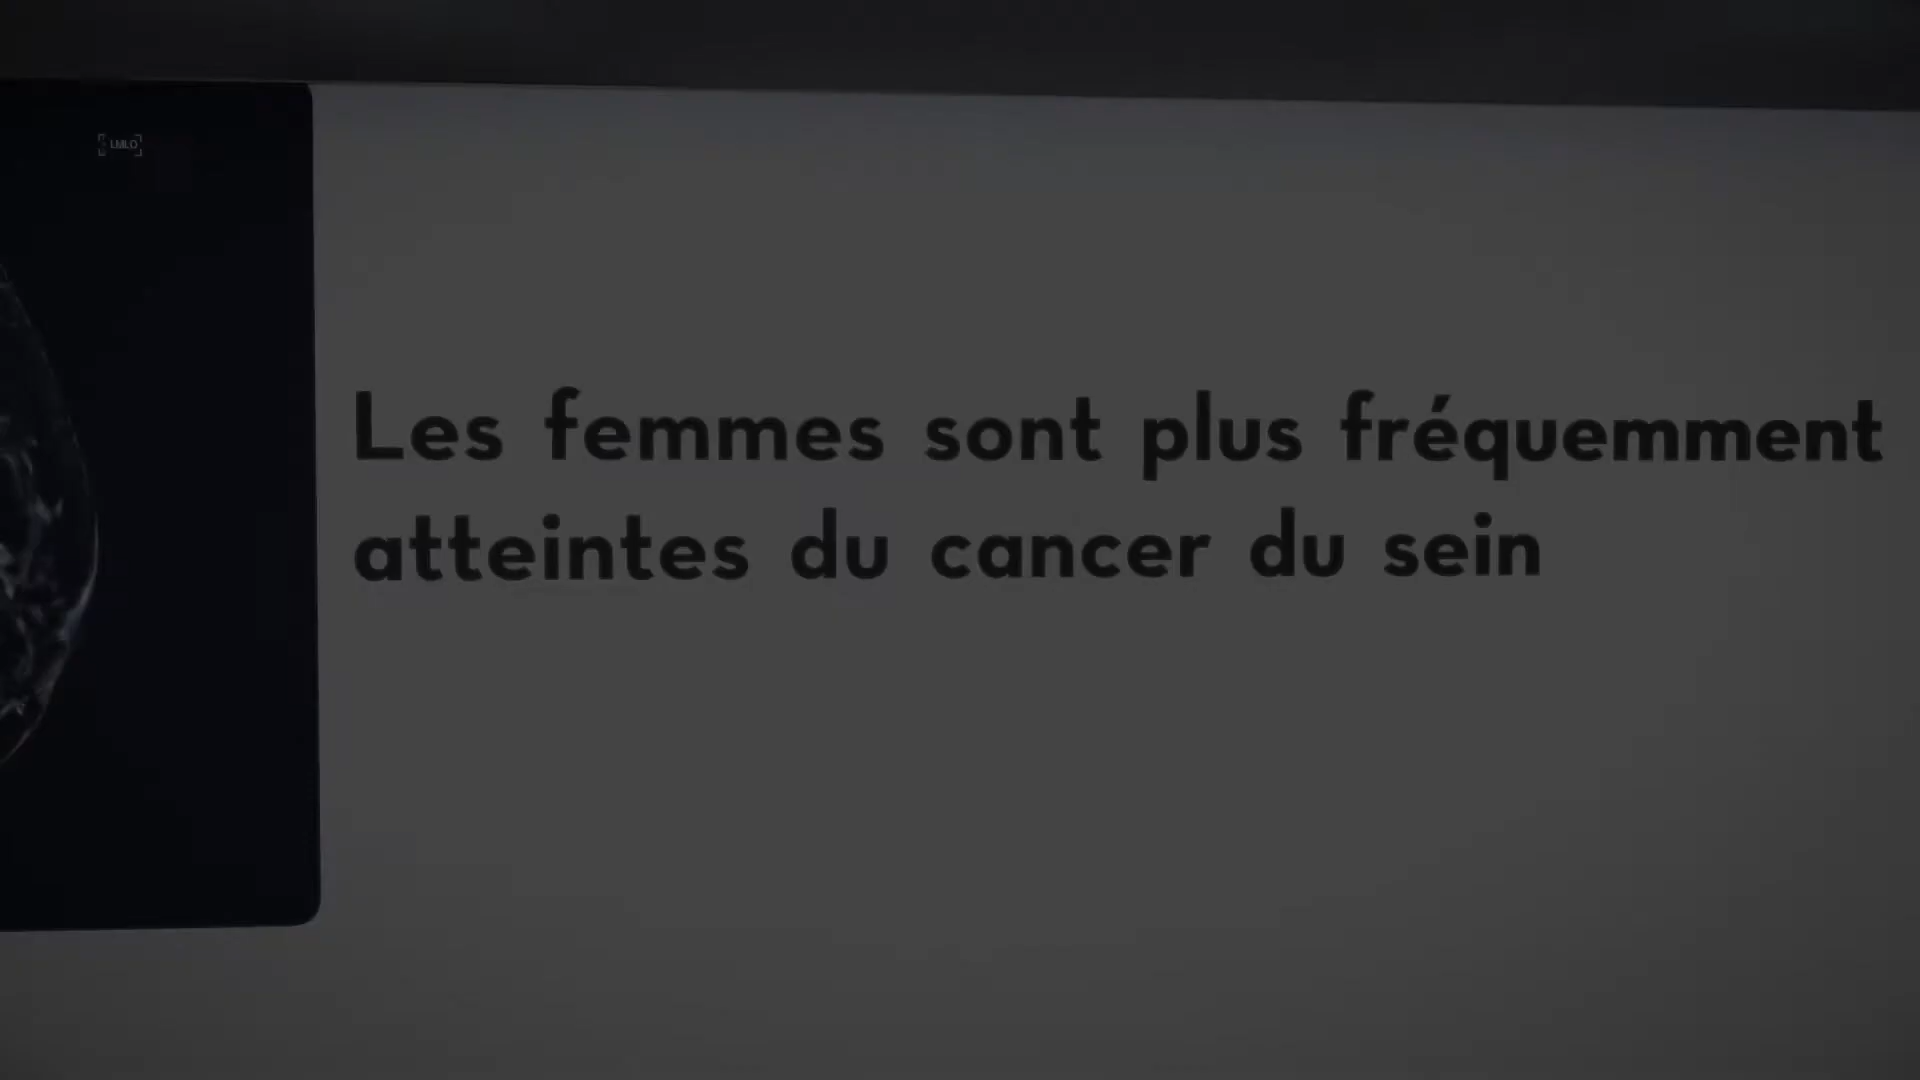 LMLO
Les femmes sont plus fréquemment
atteintes du cancer du sein